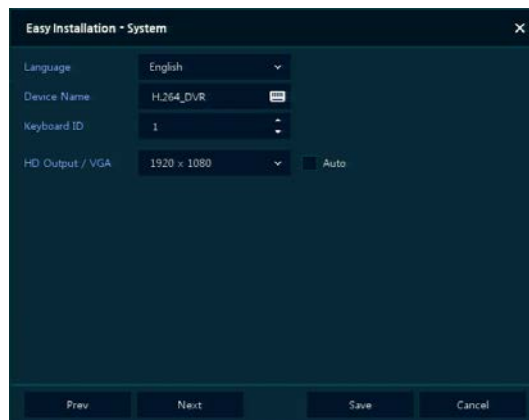 Easy Installation - System
Language English
Device Name H.264_DVR
Keyboard ID 1
HD Output / VGA 1920 x 1080 Auto
Prev Next Save Cancel